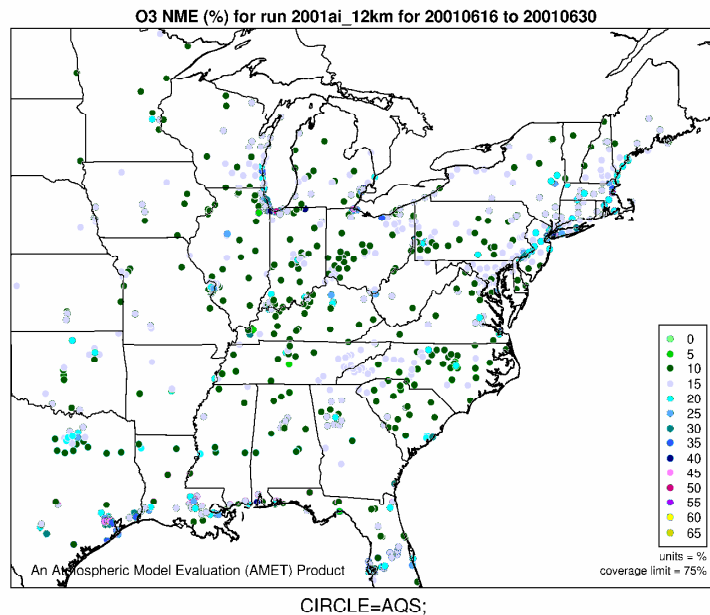 O3 NME (%) for run 2001ai_12km for 20010616 to 20010630
0
5
10
15
20
25
30
35
40
45
50
55
60
65
units = %
coverage limit = 75%
An Atmospheric Model Evaluation (AMET) Product
CIRCLE=AQS;